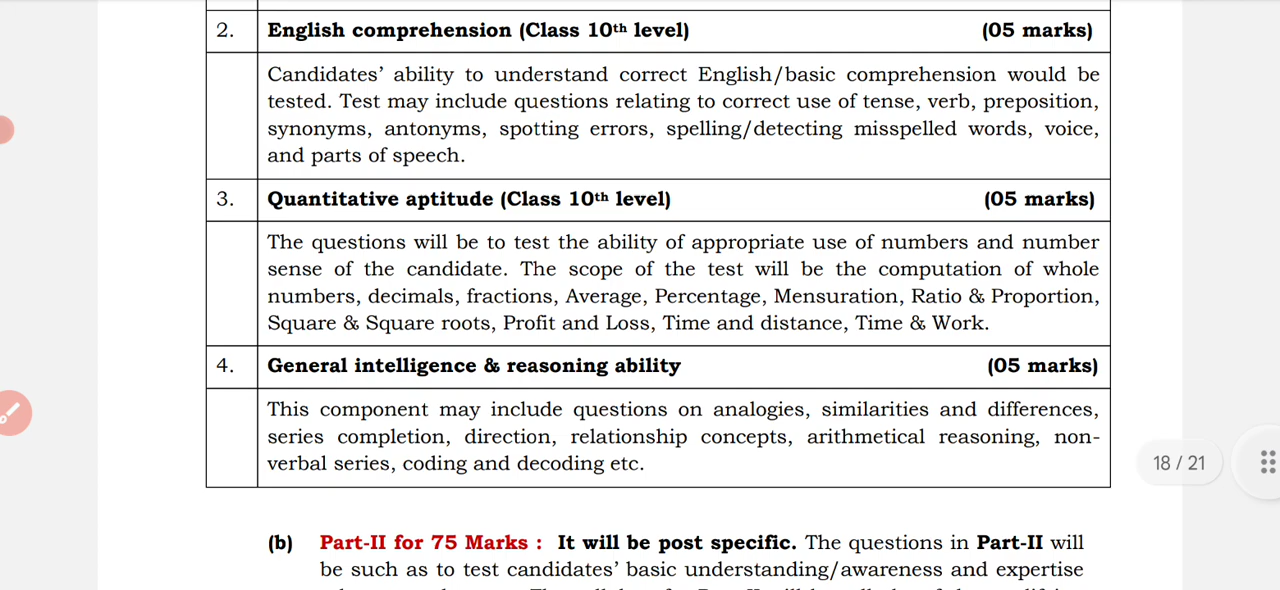 2. English comprehension (Class 10th level) (05 marks)
Candidates’ ability to understand correct English/basic comprehension would be
tested. Test may include questions relating to correct use of tense, verb, preposition,
synonyms, antonyms, spotting errors, spelling/detecting misspelled words, voice,
and parts of speech.
3. Quantitative aptitude (Class 10th level) (05 marks)
The questions will be to test the ability of appropriate use of numbers and number
sense of the candidate. The scope of the test will be the computation of whole
numbers, decimals, fractions, Average, Percentage, Mensuration, Ratio & Proportion,
Square & Square roots, Profit and Loss, Time and distance, Time & Work.
4. General intelligence & reasoning ability (05 marks)
This component may include questions on analogies, similarities and differences,
series completion, direction, relationship concepts, arithmetical reasoning, non-
verbal series, coding and decoding etc.
18 / 21
(b) Part-II for 75 Marks : It will be post specific. The questions in Part-II will
be such as to test candidates’ basic understanding/awareness and expertise